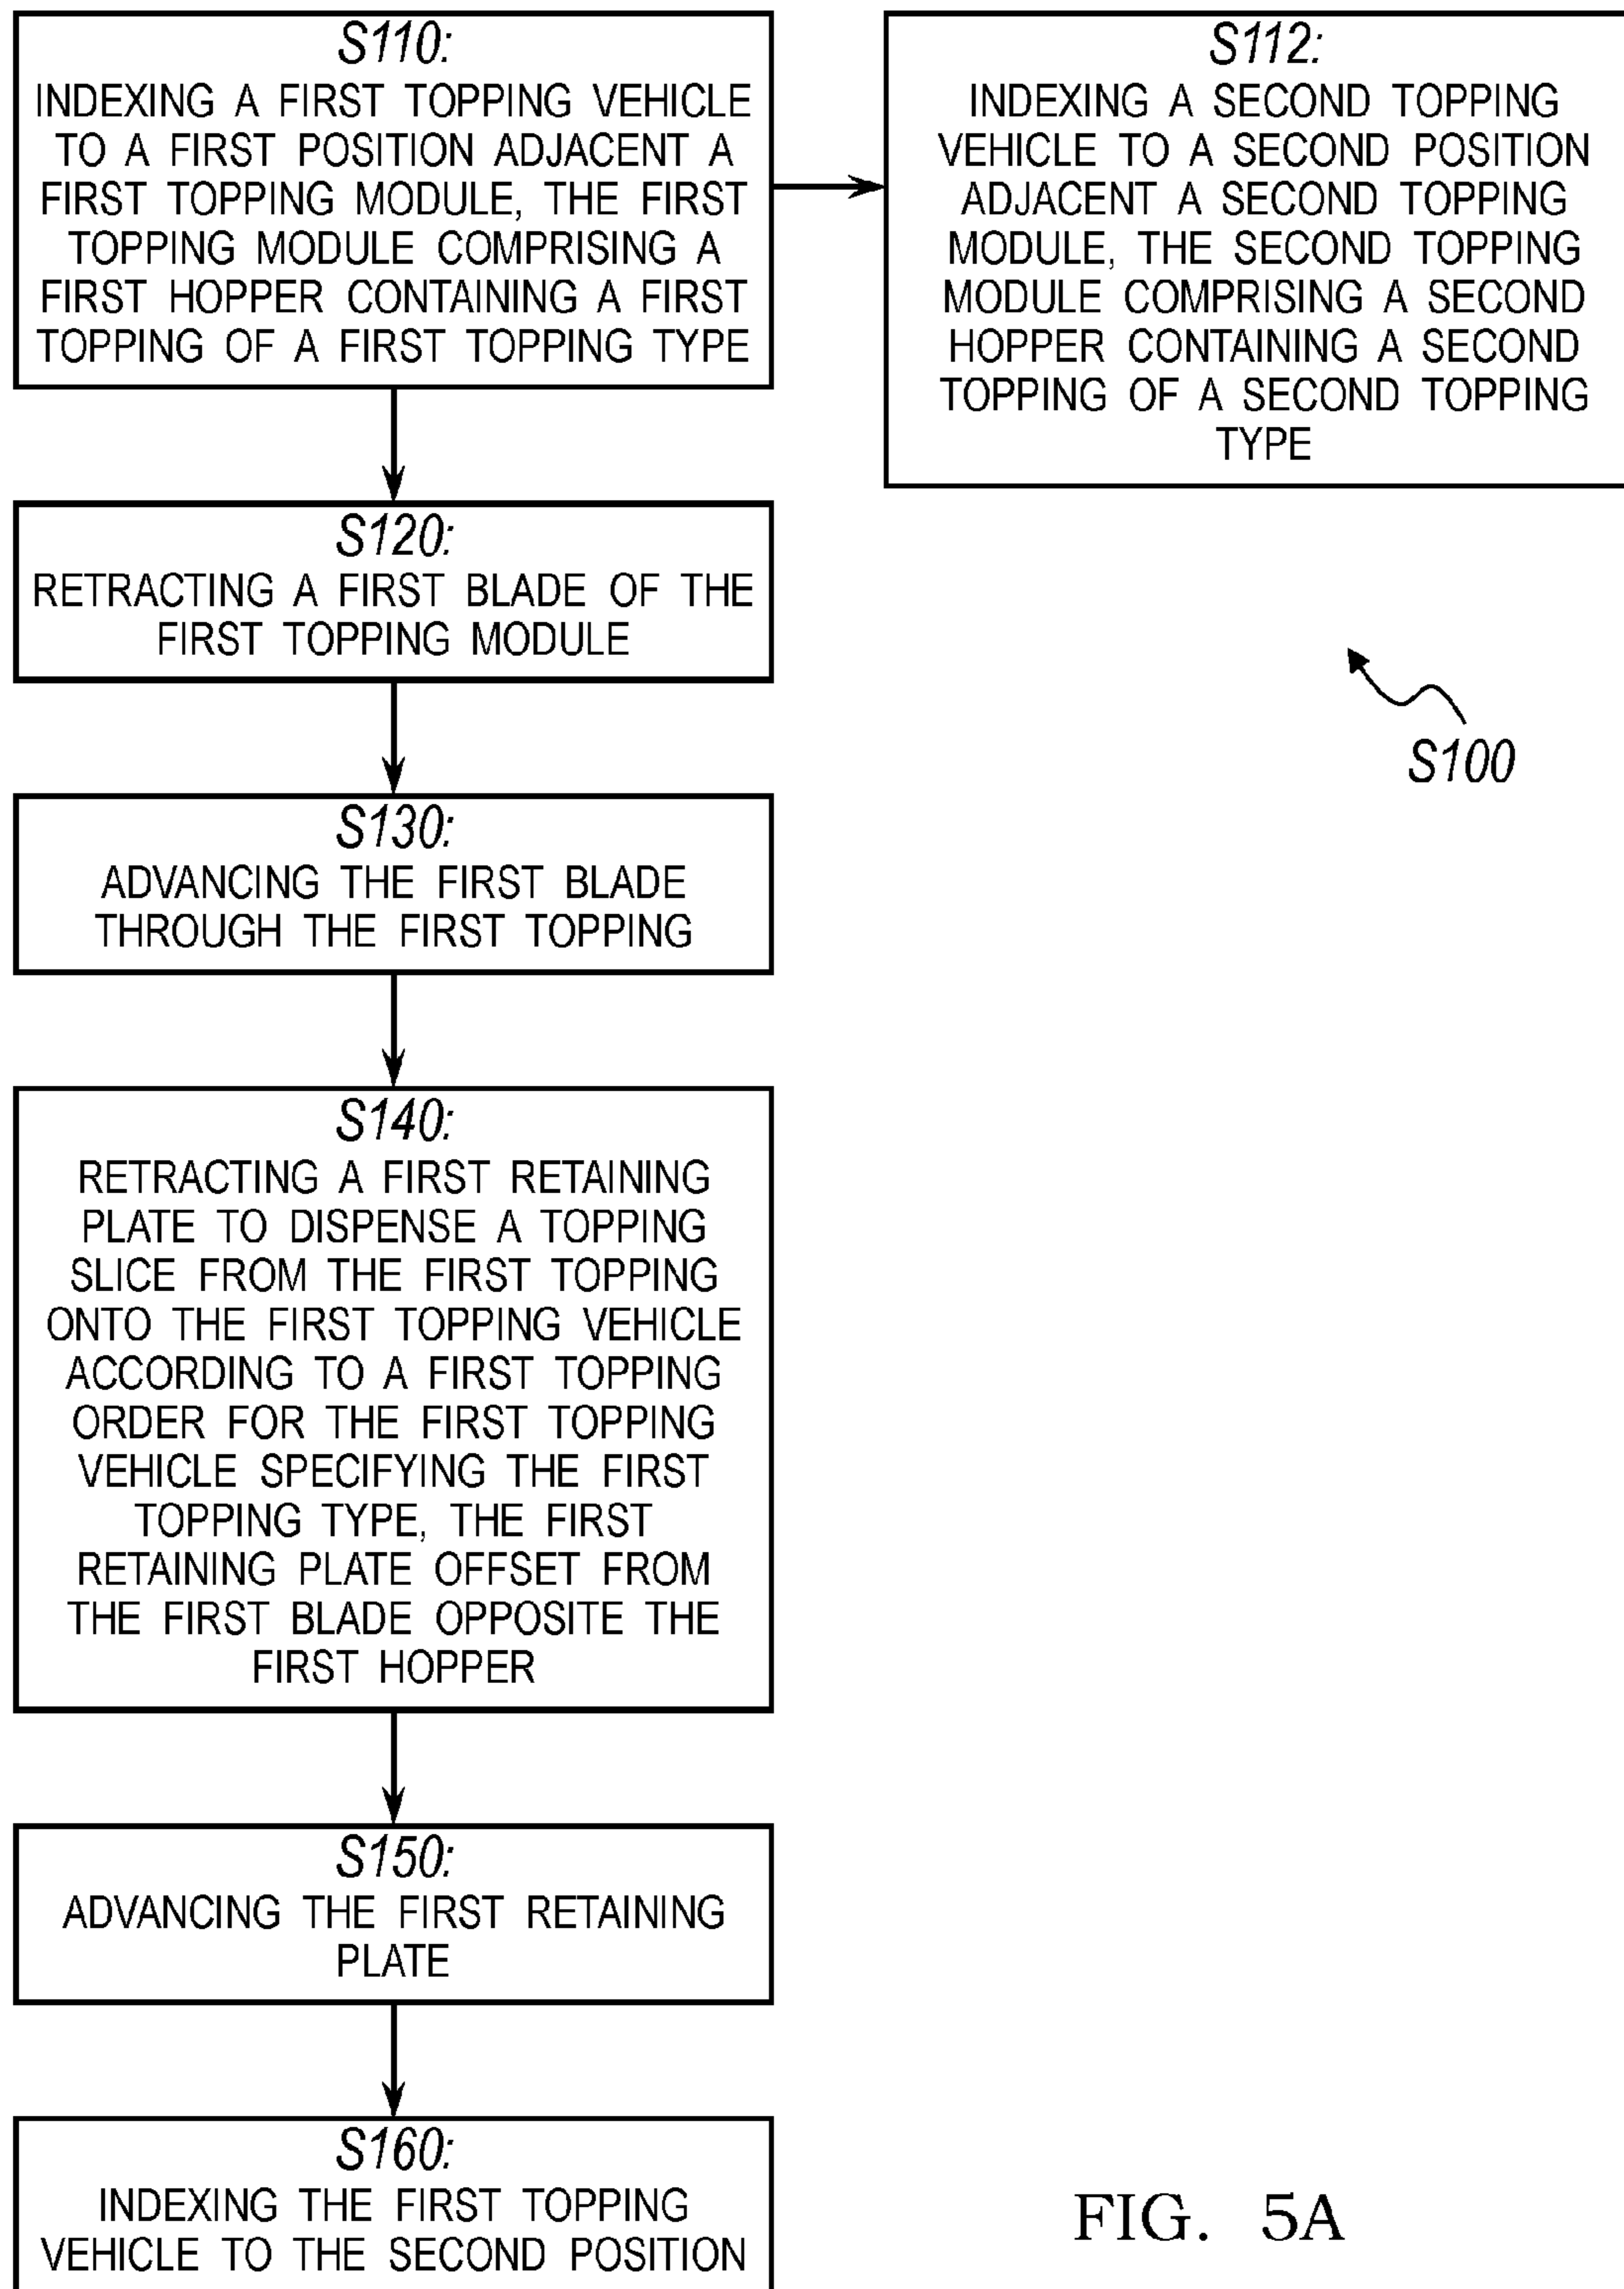 S110:
INDEXING A FIRST TOPPING VEHICLE
TO A FIRST POSITION ADJACENT A
FIRST TOPPING MODULE, THE FIRST
TOPPING MODULE COMPRISING A
FIRST HOPPER CONTAINING A FIRST
TOPPING OF A FIRST TOPPING TYPE
S112:
INDEXING A SECOND TOPPING
VEHICLE TO A SECOND POSITION
ADJACENT A SECOND TOPPING
MODULE, THE SECOND TOPPING
MODULE COMPRISING A SECOND
HOPPER CONTAINING A SECOND
TOPPING OF A SECOND TOPPING
TYPE
S120:
RETRACTING A FIRST BLADE OF THE
FIRST TOPPING MODULE
S100
S130:
ADVANCING THE FIRST BLADE
THROUGH THE FIRST TOPPING
S140:
RETRACTING A FIRST RETAINING
PLATE TO DISPENSE A TOPPING
SLICE FROM THE FIRST TOPPING
ONTO THE FIRST TOPPING VEHICLE
ACCORDING TO A FIRST TOPPING
ORDER FOR THE FIRST TOPPING
VEHICLE SPECIFYING THE FIRST
TOPPING TYPE, THE FIRST
RETAINING PLATE OFFSET FROM
THE FIRST BLADE OPPOSITE THE
FIRST HOPPER
S150:
ADVANCING THE FIRST RETAINING
PLATE
S160:
INDEXING THE FIRST TOPPING
VEHICLE TO THE SECOND POSITION
FIG. 5A